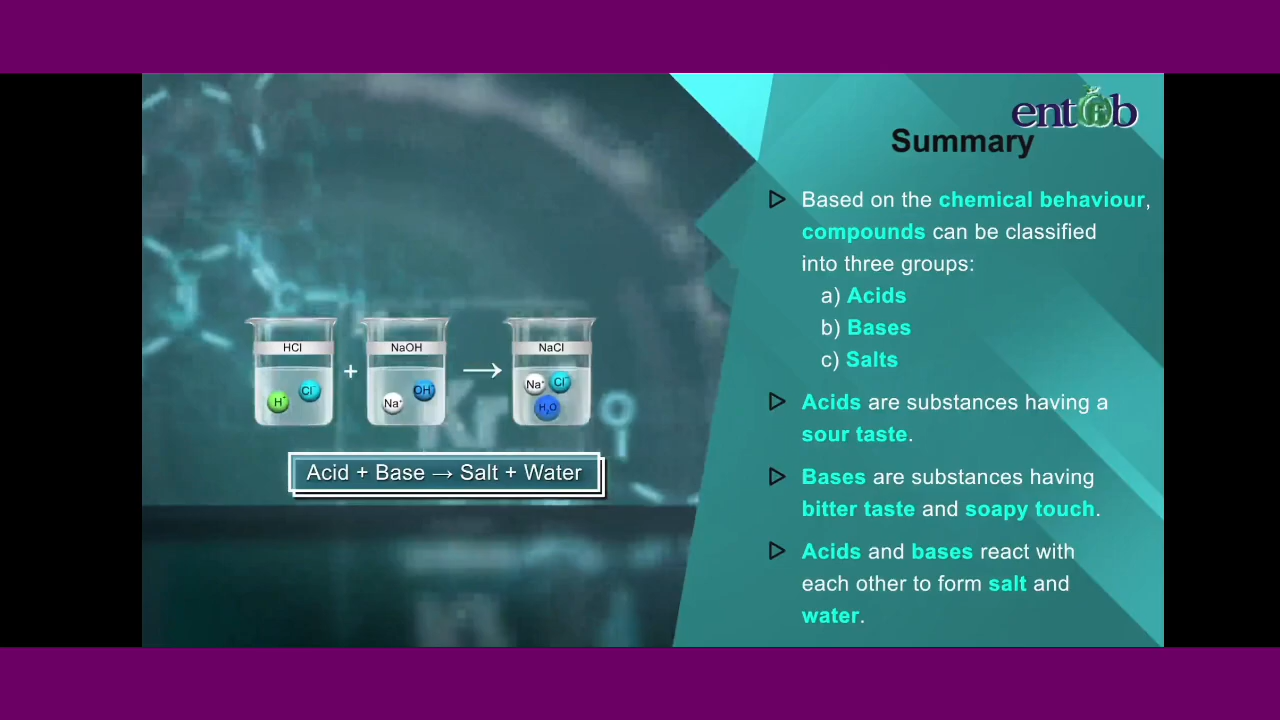 entab
Summary
Based on the chemical behaviour,
compounds can be classified
into three groups:
a) Acids
b) Bases
c) Salts
Acids are substances having a
sour taste.
Bases are substances having
bitter taste and soapy touch.
Acids and bases react with
each other to form salt and
water.
HCl
NaOH
NaCl
H⁺ Cl⁻
+
Na⁺ OH⁻
→
Na⁺ Cl⁻
H₂O
Acid + Base → Salt + Water
Kr
C-H
N